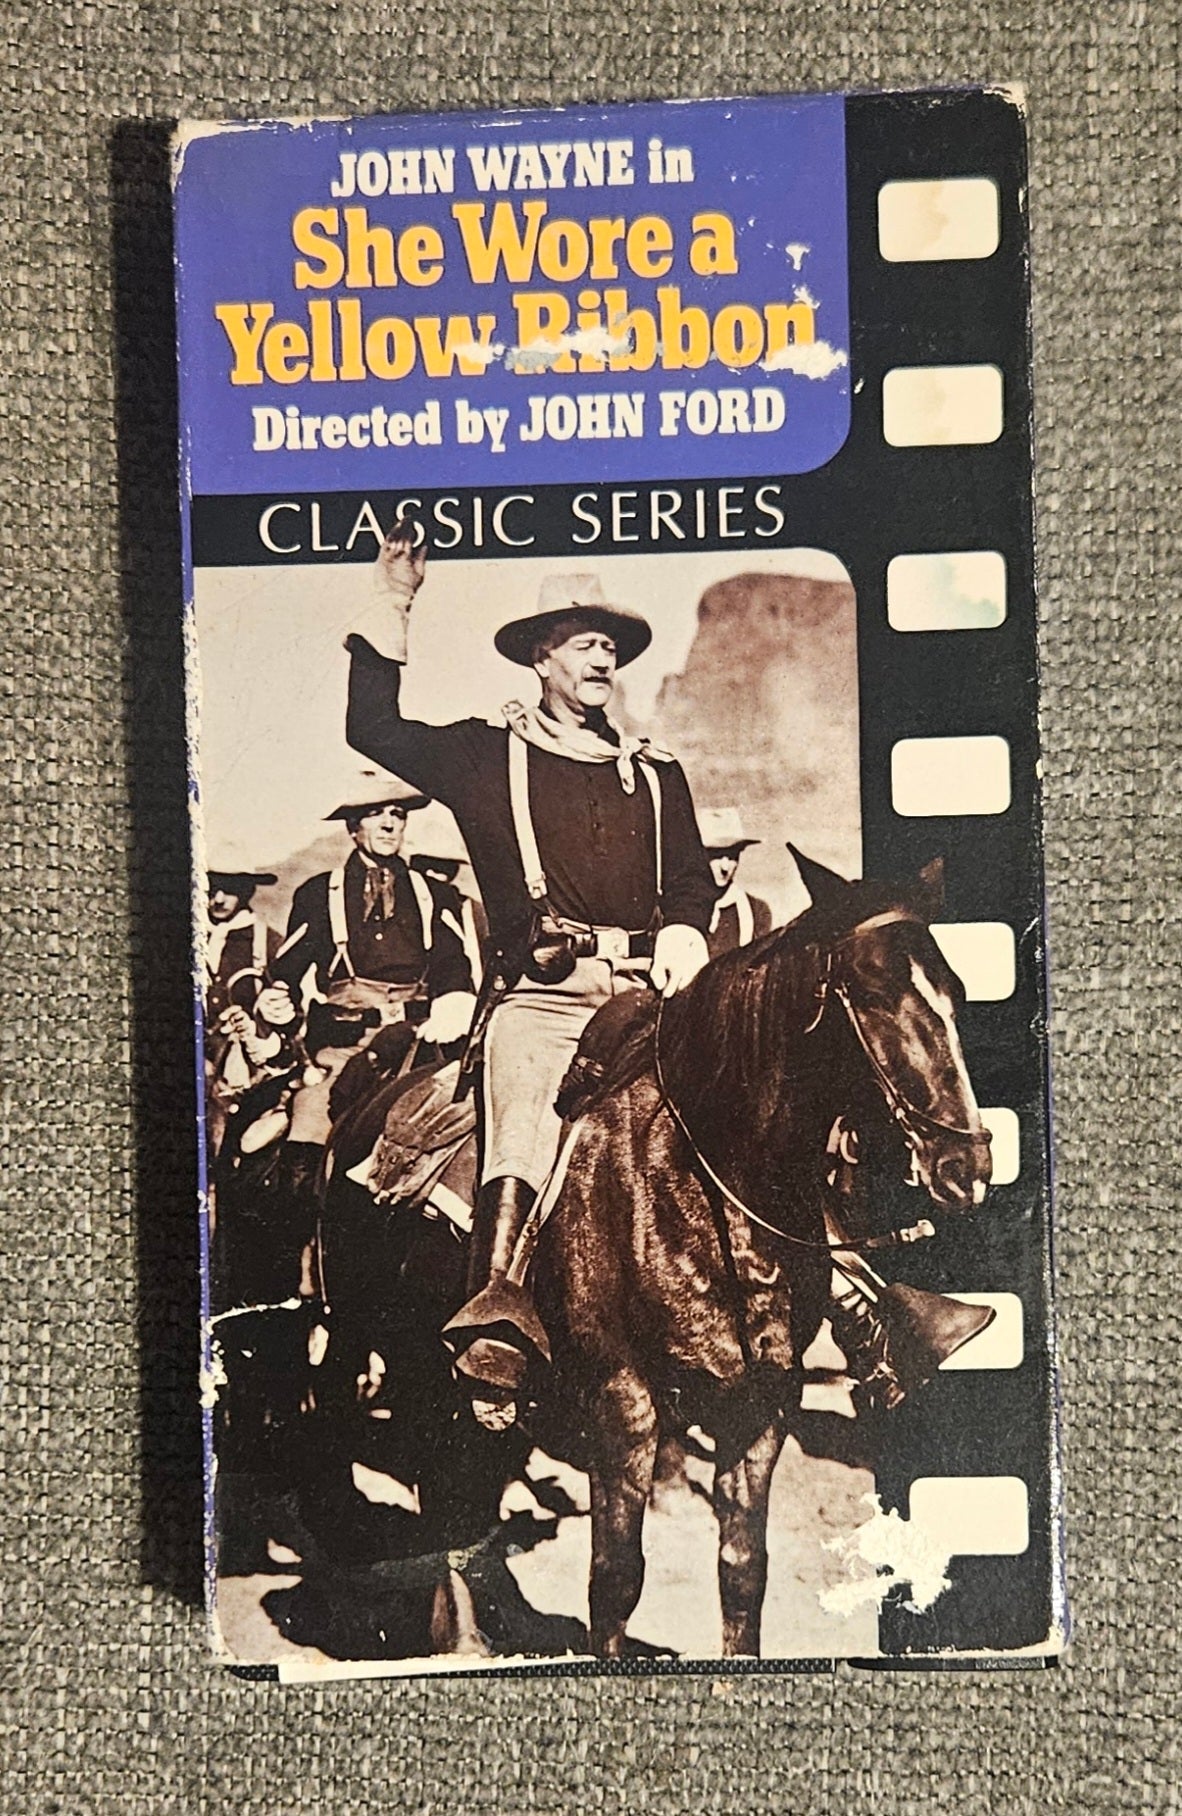 JOHN WAYNE in
She Wore a
Yellow Ribbon
Directed by JOHN FORD
CLASSIC SERIES